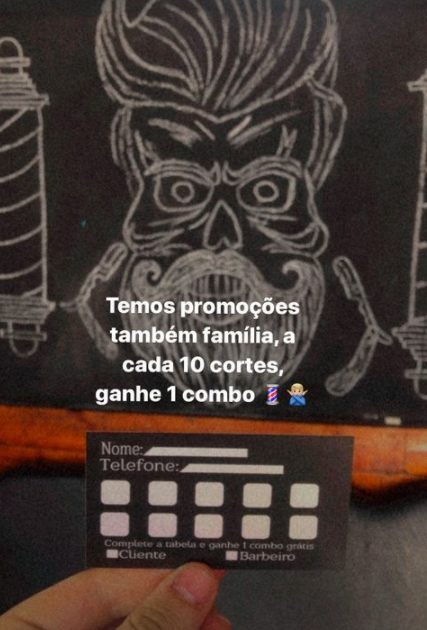 Temos promoções
também família, a
cada 10 cortes,
ganhe 1 combo 💈🙅🏼‍♂️
Nome:
Telefone:
Complete a tabela e ganhe 1 combo grátis
Cliente Barbeiro